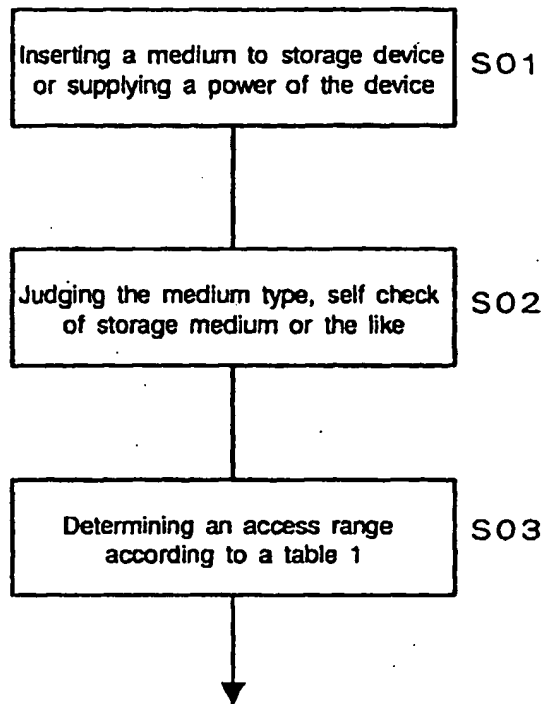 Inserting a medium to storage device
or supplying a power of the device
S01
Judging the medium type, self check
of storage medium or the like
S02
Determining an access range
according to a table 1
S03